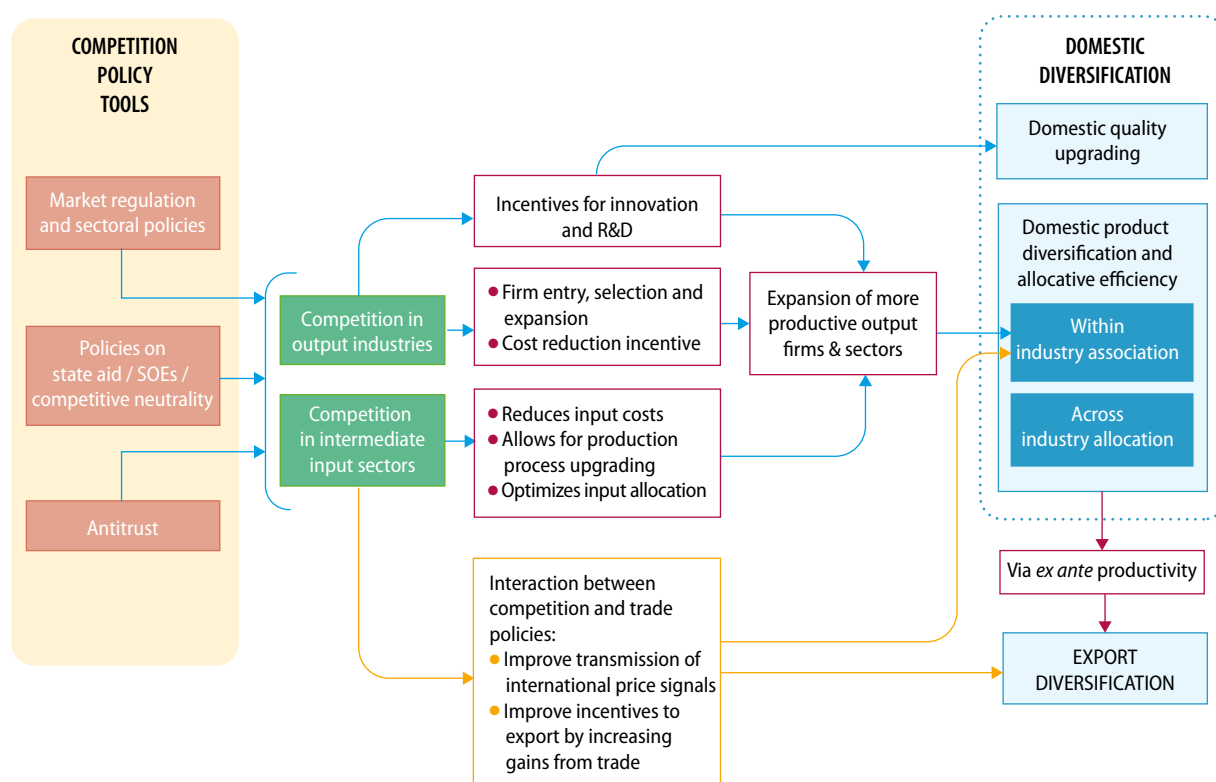 COMPETITION
POLICY
TOOLS
Market regulation
and sectoral policies
Policies on
state aid / SOEs /
competitive neutrality
Antitrust
Competition in
output industries
Competition
in intermediate
input sectors
Incentives for innovation
and R&D
• Firm entry, selection and
expansion
• Cost reduction incentive
• Reduces input costs
• Allows for production
process upgrading
• Optimizes input allocation
Interaction between
competition and trade
policies:
• Improve transmission of
international price signals
• Improve incentives to
export by increasing
gains from trade
Expansion of more
productive output
firms & sectors
DOMESTIC
DIVERSIFICATION
Domestic quality
upgrading
Domestic product
diversification and
allocative efficiency
Within
industry association
Across
industry allocation
Via ex ante productivity
EXPORT
DIVERSIFICATION